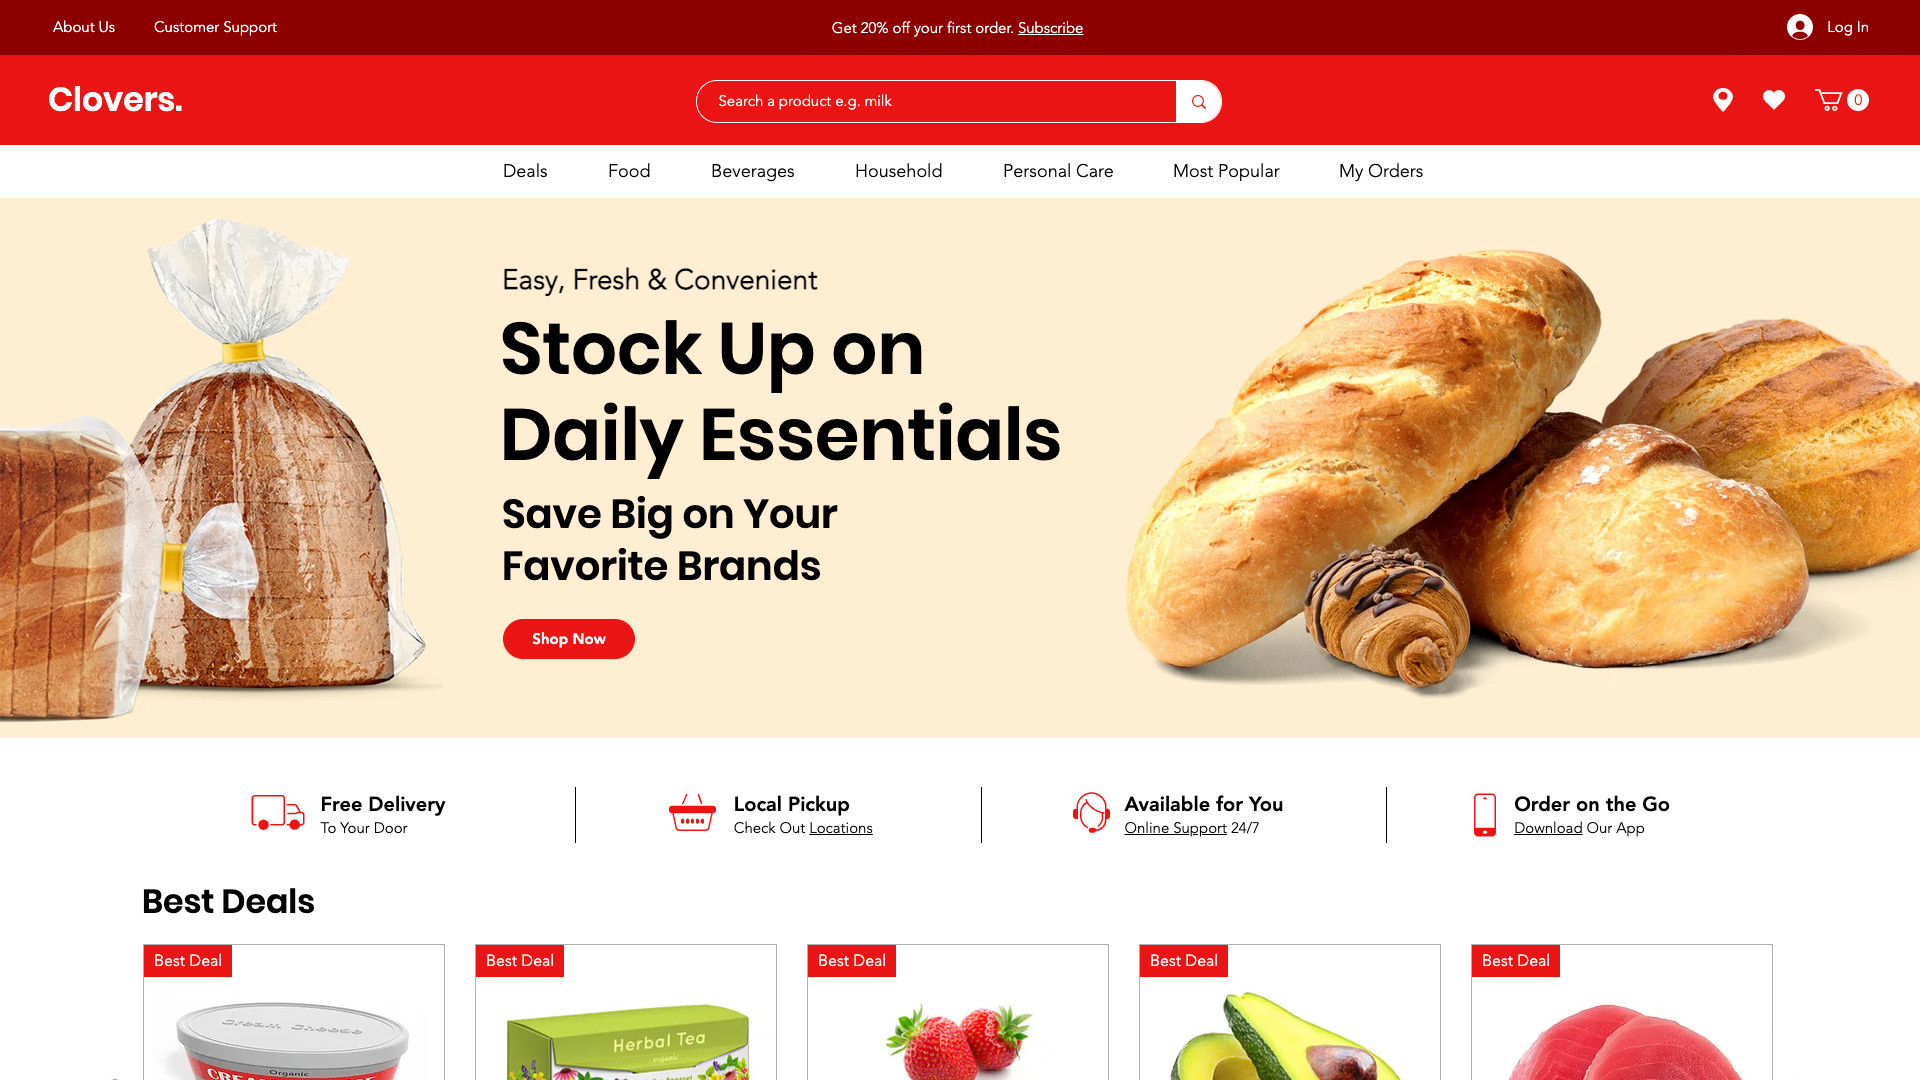 About Us
Customer Support
Get 20% off your first order. Subscribe
Log In
Clovers.
Search a product e.g. milk
0
Deals
Food
Beverages
Household
Personal Care
Most Popular
My Orders
Easy, Fresh & Convenient
Stock Up on
Daily Essentials
Save Big on Your
Favorite Brands
Shop Now
Free Delivery
To Your Door
Local Pickup
Check Out Locations
Available for You
Online Support 24/7
Order on the Go
Download Our App
Best Deals
Best Deal
Best Deal
Best Deal
Best Deal
Best Deal
Cream Cheese
Organic
Herbal Tea
organic